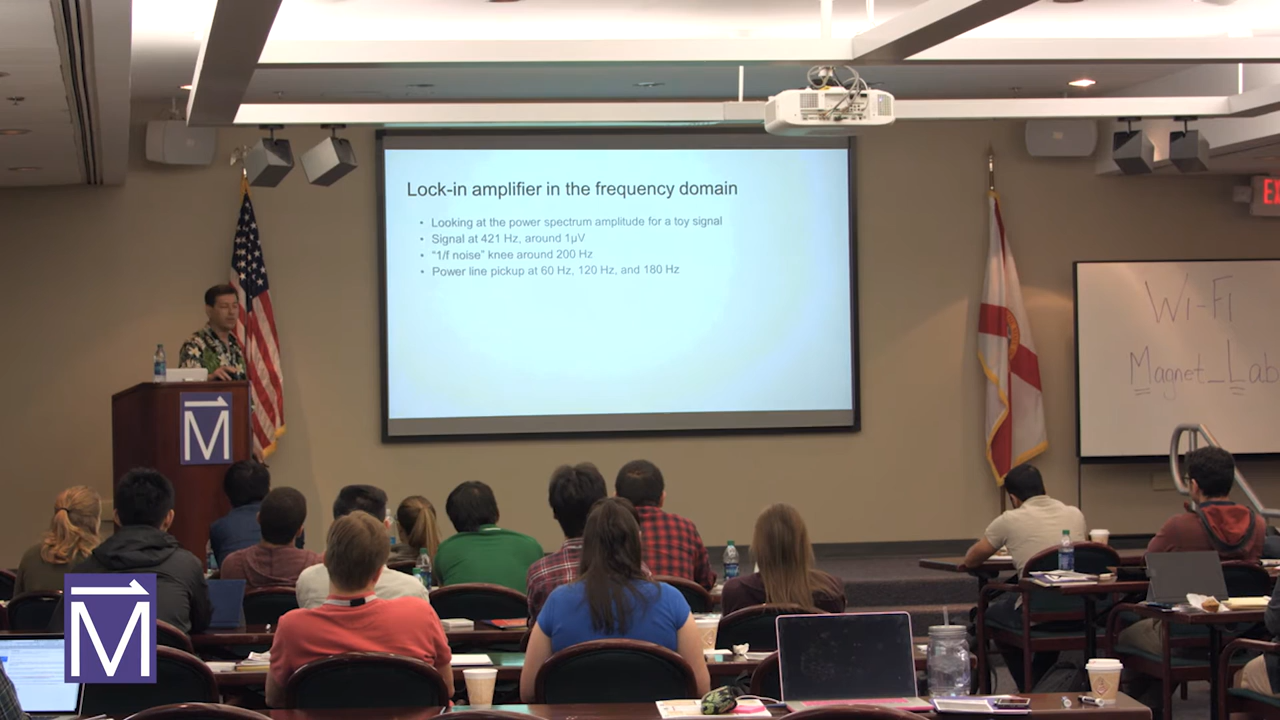 Lock-in amplifier in the frequency domain
• Looking at the power spectrum amplitude for a toy signal
• Signal at 421 Hz, around 1µV
• “1/f noise” knee around 200 Hz
• Power line pickup at 60 Hz, 120 Hz, and 180 Hz
EX
Wi-Fi
Magnet_Lab
M
M